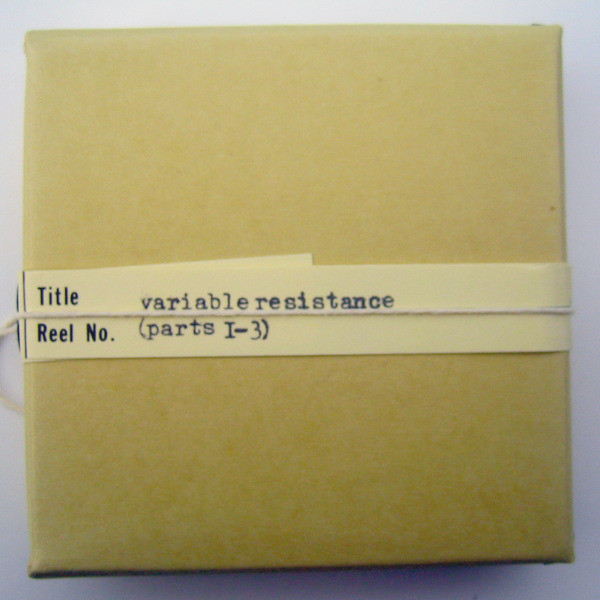 Title variable resistance
Reel No. (parts I-3)